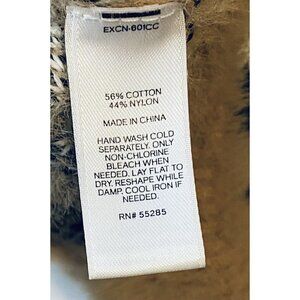 EXCN-601CC
56% COTTON
44% NYLON
MADE IN CHINA
HAND WASH COLD
SEPARATELY. ONLY
NON-CHLORINE
BLEACH WHEN
NEEDED. LAY FLAT TO
DRY. RESHAPE WHILE
DAMP. COOL IRON IF
NEEDED.
RN# 55285